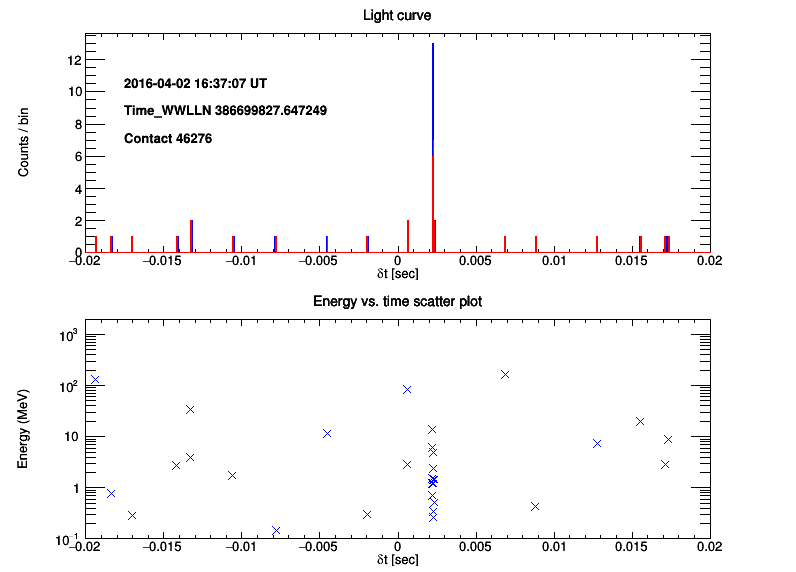 Light curve
Counts / bin
12
10
8
6
4
2
0
2016-04-02 16:37:07 UT
Time_WWLLN 386699827.647249
Contact 46276
−0.02 −0.015 −0.01 −0.005 0 0.005 0.01 0.015 0.02
δt [sec]
Energy vs. time scatter plot
Energy (MeV)
10³
10²
10
1
10⁻¹
−0.02 −0.015 −0.01 −0.005 0 0.005 0.01 0.015 0.02
δt [sec]